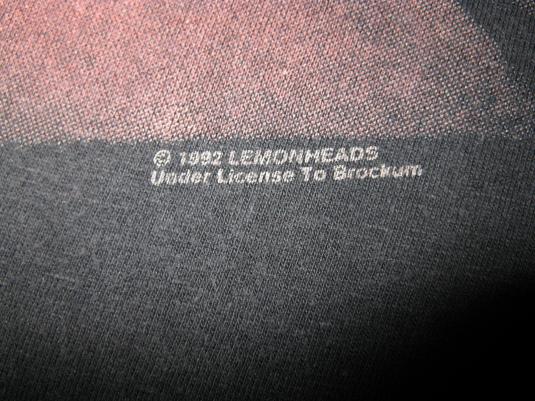 © 1992 LEMONHEADS
Under License To Brockum